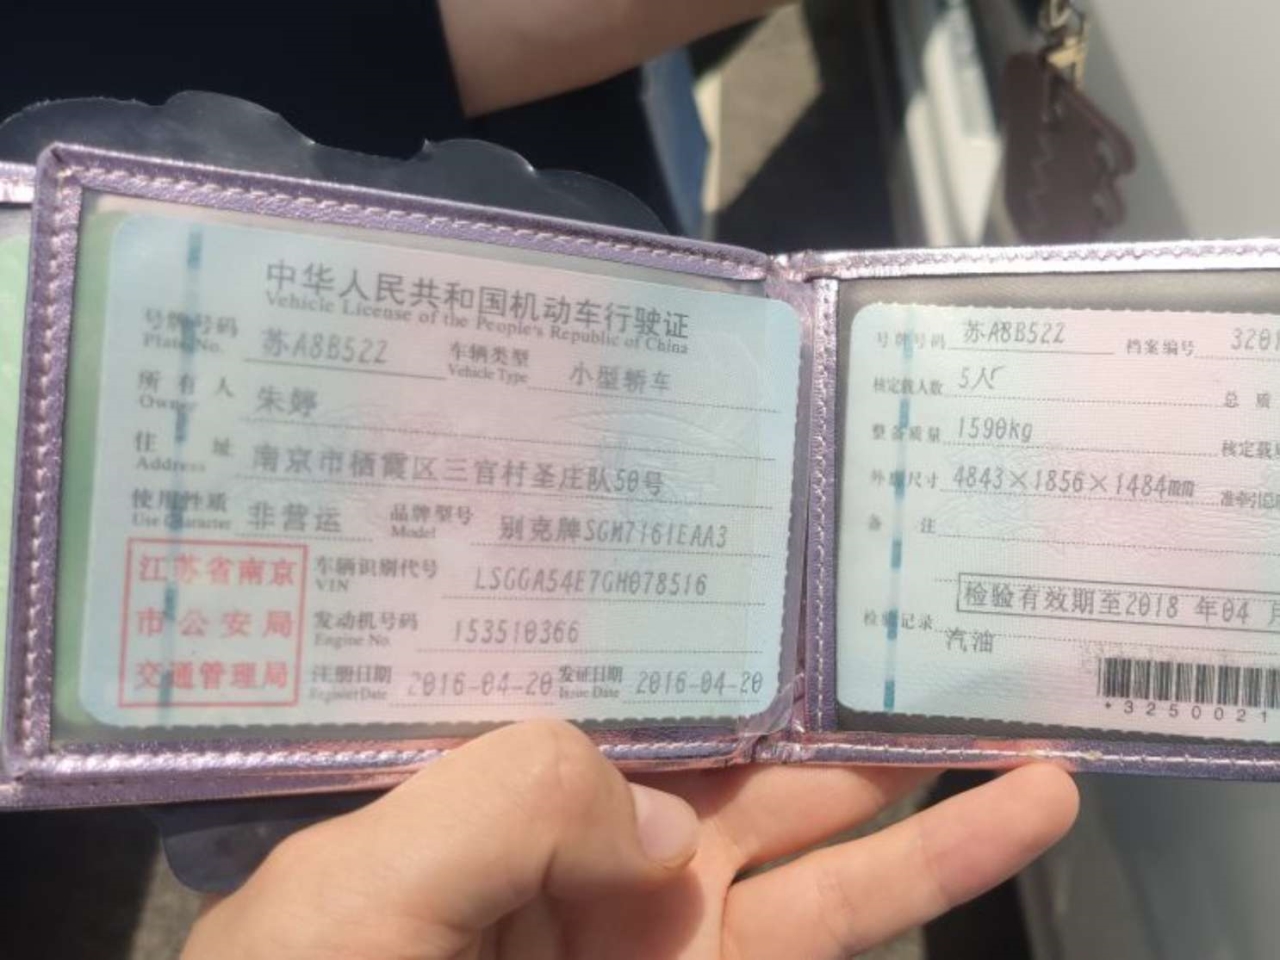 中华人民共和国机动车行驶证
Vehicle License of the People's Republic of China
号牌号码 苏A8B522 车辆类型 小型轿车
Plate No. Vehicle Type
所有人 朱婷
Owner
住址 南京市栖霞区三官村圣庄队50号
Address
使用性质 非营运 品牌型号 别克牌SGM7161EAA3
Use Character Model
江苏省南京
市公安局
交通管理局
车辆识别代号 LSGGA54E7GH078516
VIN
发动机号码 153510366
Engine No.
注册日期 2016-04-20 发证日期 2016-04-20
Register Date Issue Date
号牌号码 苏A8B522 档案编号 3201
核定载人数 5人 总质
整备质量 1590kg 核定载
外廓尺寸 4843×1856×1484mm 准牵引总
备注
检验有效期至2018年04月
检验记录
汽油
*3250021